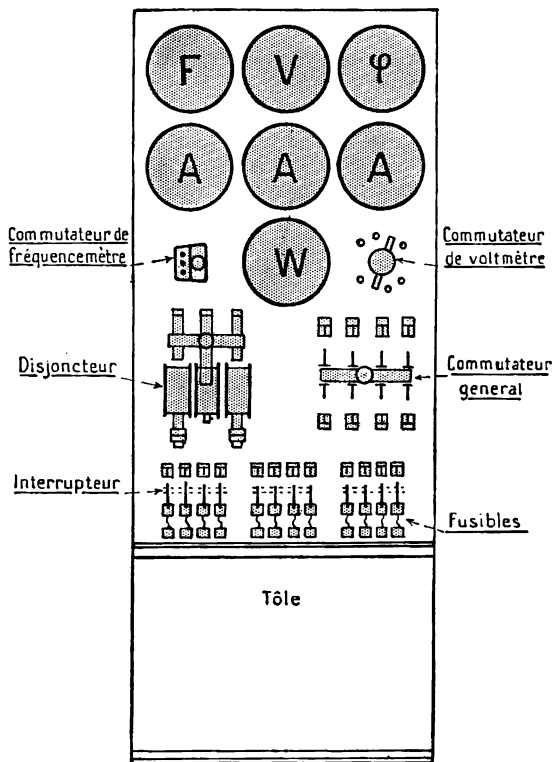 F V φ
A A A
Commutateur de
fréquencemètre
W
Commutateur
de voltmètre
Disjoncteur
Commutateur
general
Interrupteur
Fusibles
Tôle